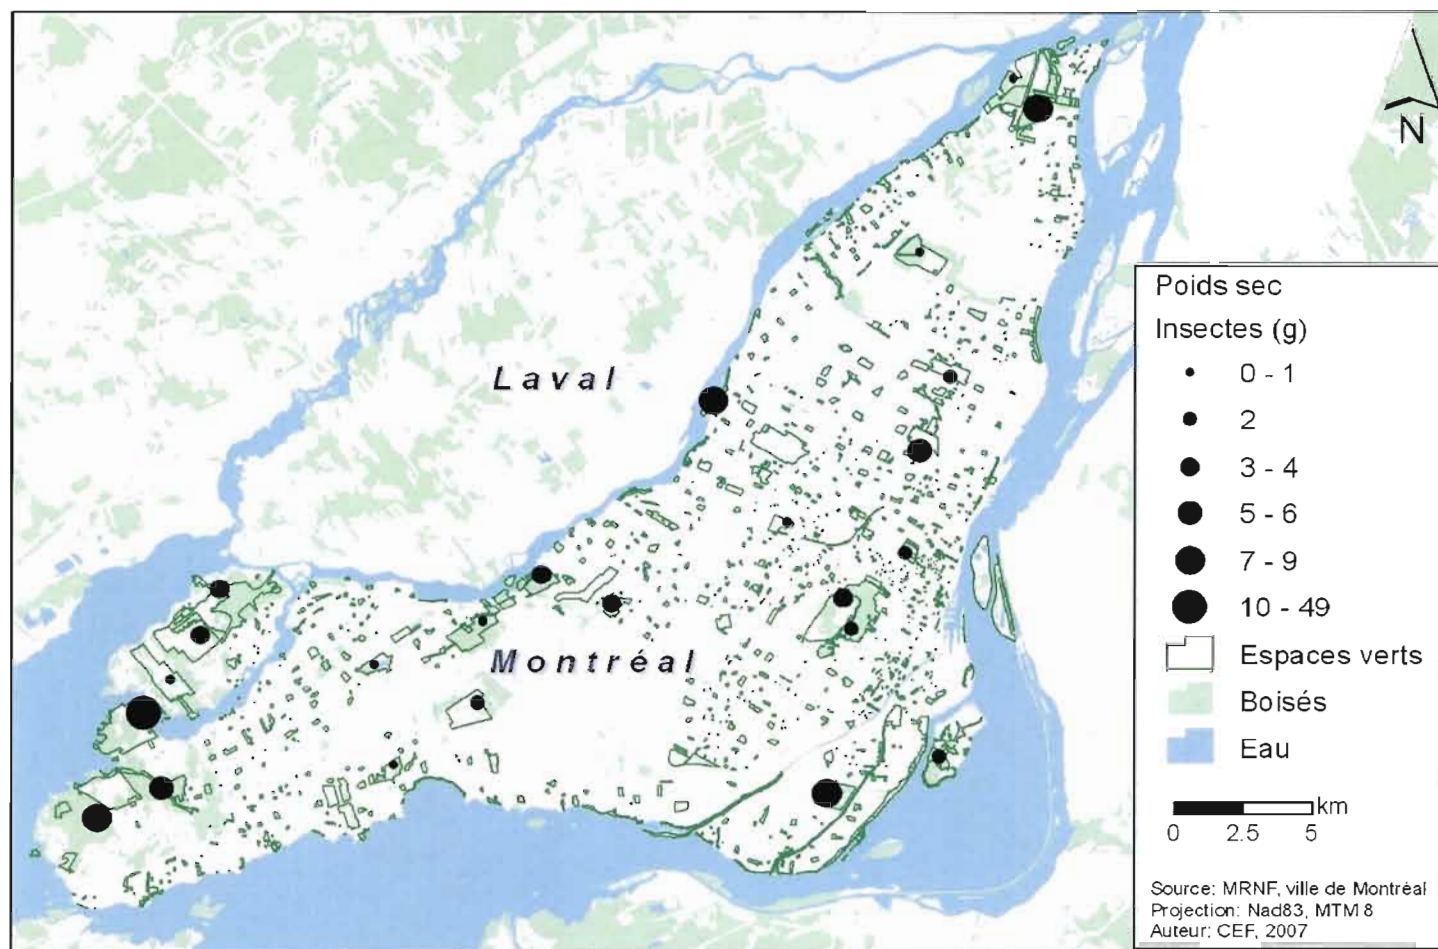 N
Laval
Montréal
Poids sec
Insectes (g)
0 - 1
2
3 - 4
5 - 6
7 - 9
10 - 49
Espaces verts
Boisés
Eau
km
0 2.5 5
Source: MRNF, ville de Montréal
Projection: Nad83, MTM 8
Auteur: CEF, 2007